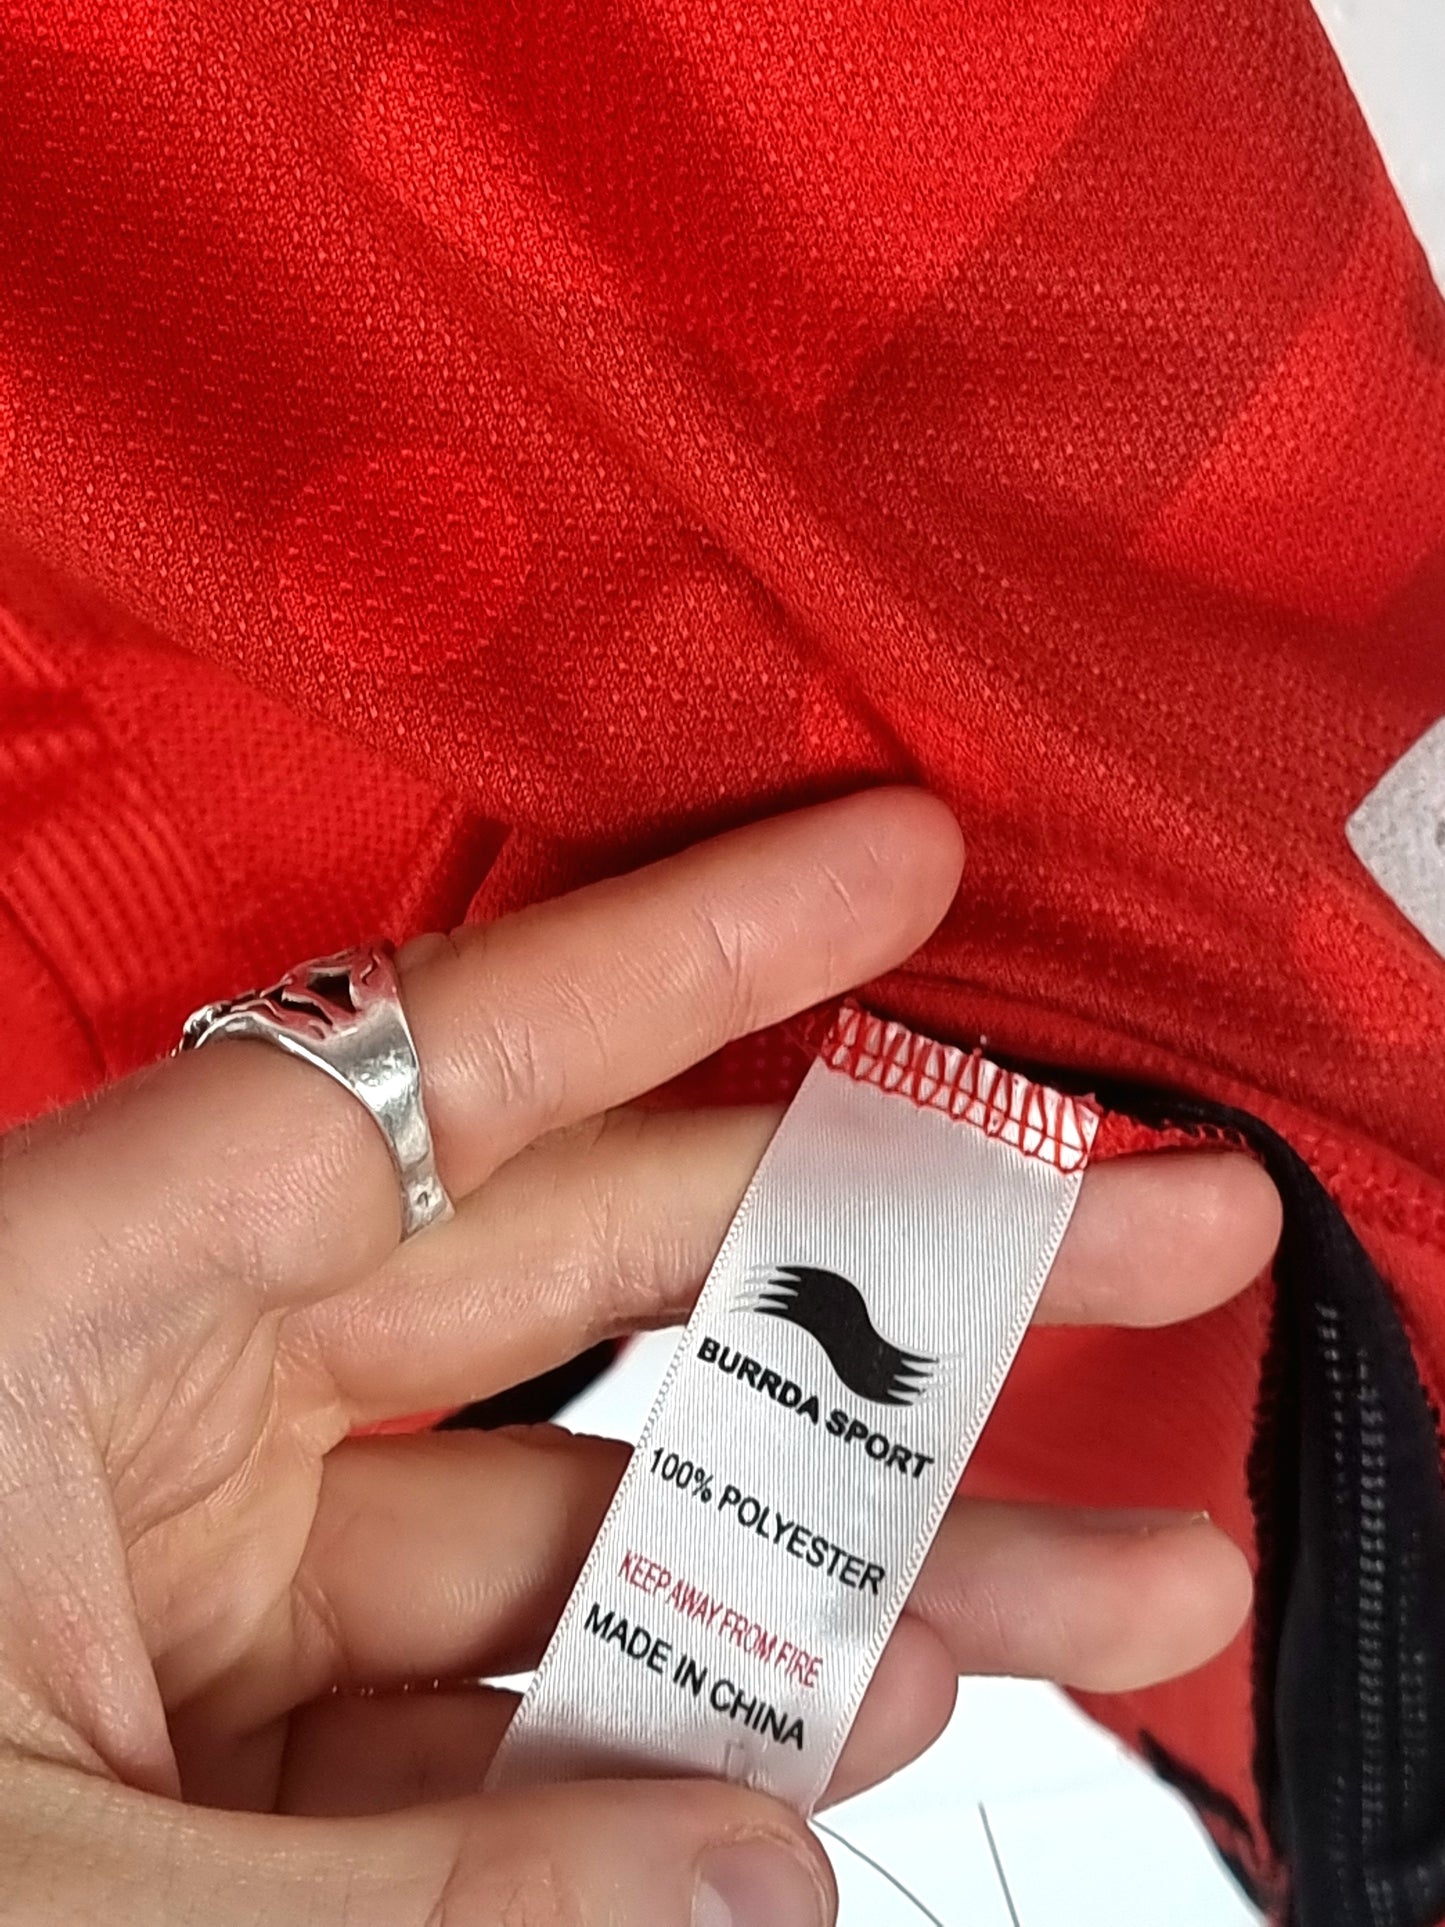 BURRDA SPORT
100% POLYESTER
KEEP AWAY FROM FIRE
MADE IN CHINA